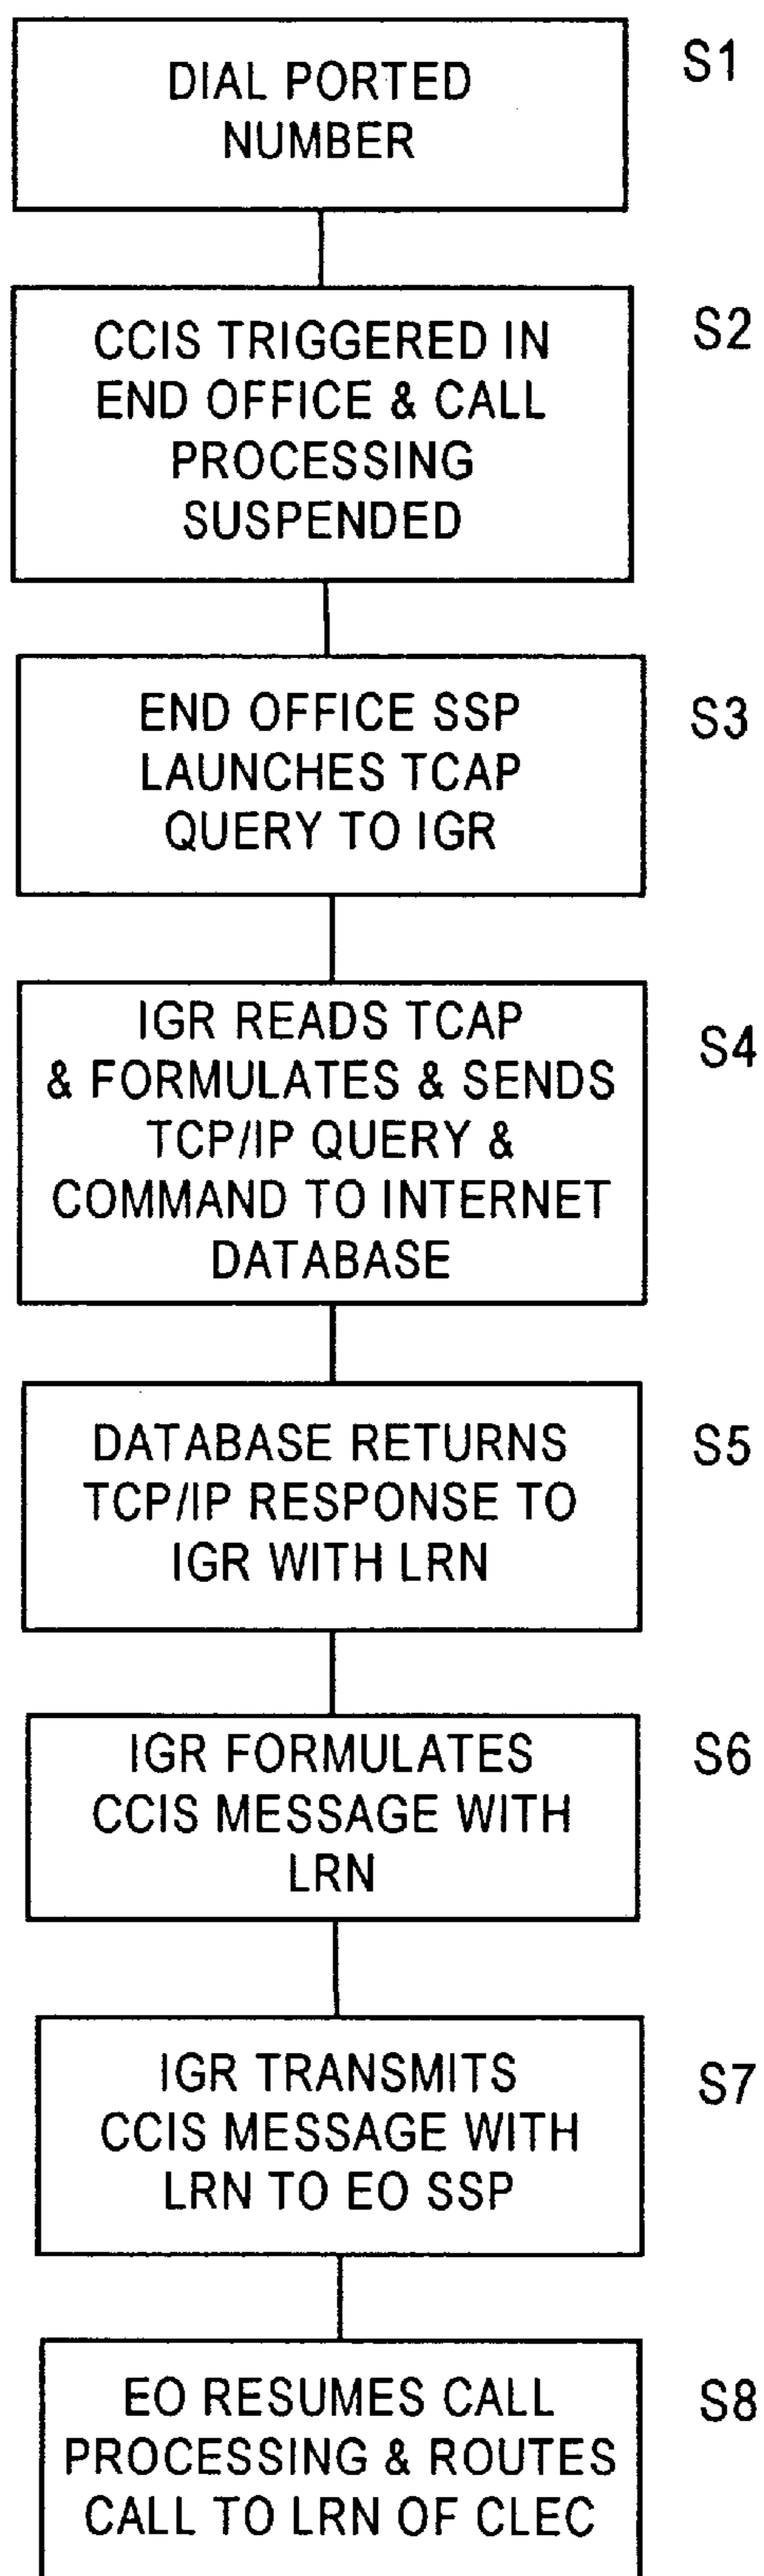 DIAL PORTED
NUMBER
S1
CCIS TRIGGERED IN
END OFFICE & CALL
PROCESSING
SUSPENDED
S2
END OFFICE SSP
LAUNCHES TCAP
QUERY TO IGR
S3
IGR READS TCAP
& FORMULATES & SENDS
TCP/IP QUERY &
COMMAND TO INTERNET
DATABASE
S4
DATABASE RETURNS
TCP/IP RESPONSE TO
IGR WITH LRN
S5
IGR FORMULATES
CCIS MESSAGE WITH
LRN
S6
IGR TRANSMITS
CCIS MESSAGE WITH
LRN TO EO SSP
S7
EO RESUMES CALL
PROCESSING & ROUTES
CALL TO LRN OF CLEC
S8